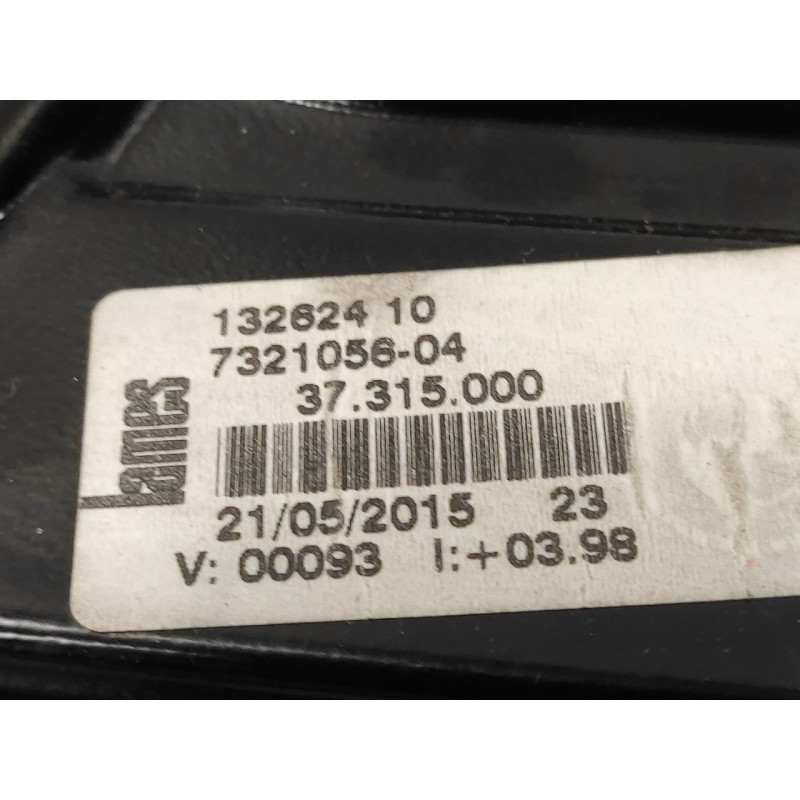 132624 10
7321056-04
37.315.000
lames
21/05/2015 23
V: 00093 I:+03.98